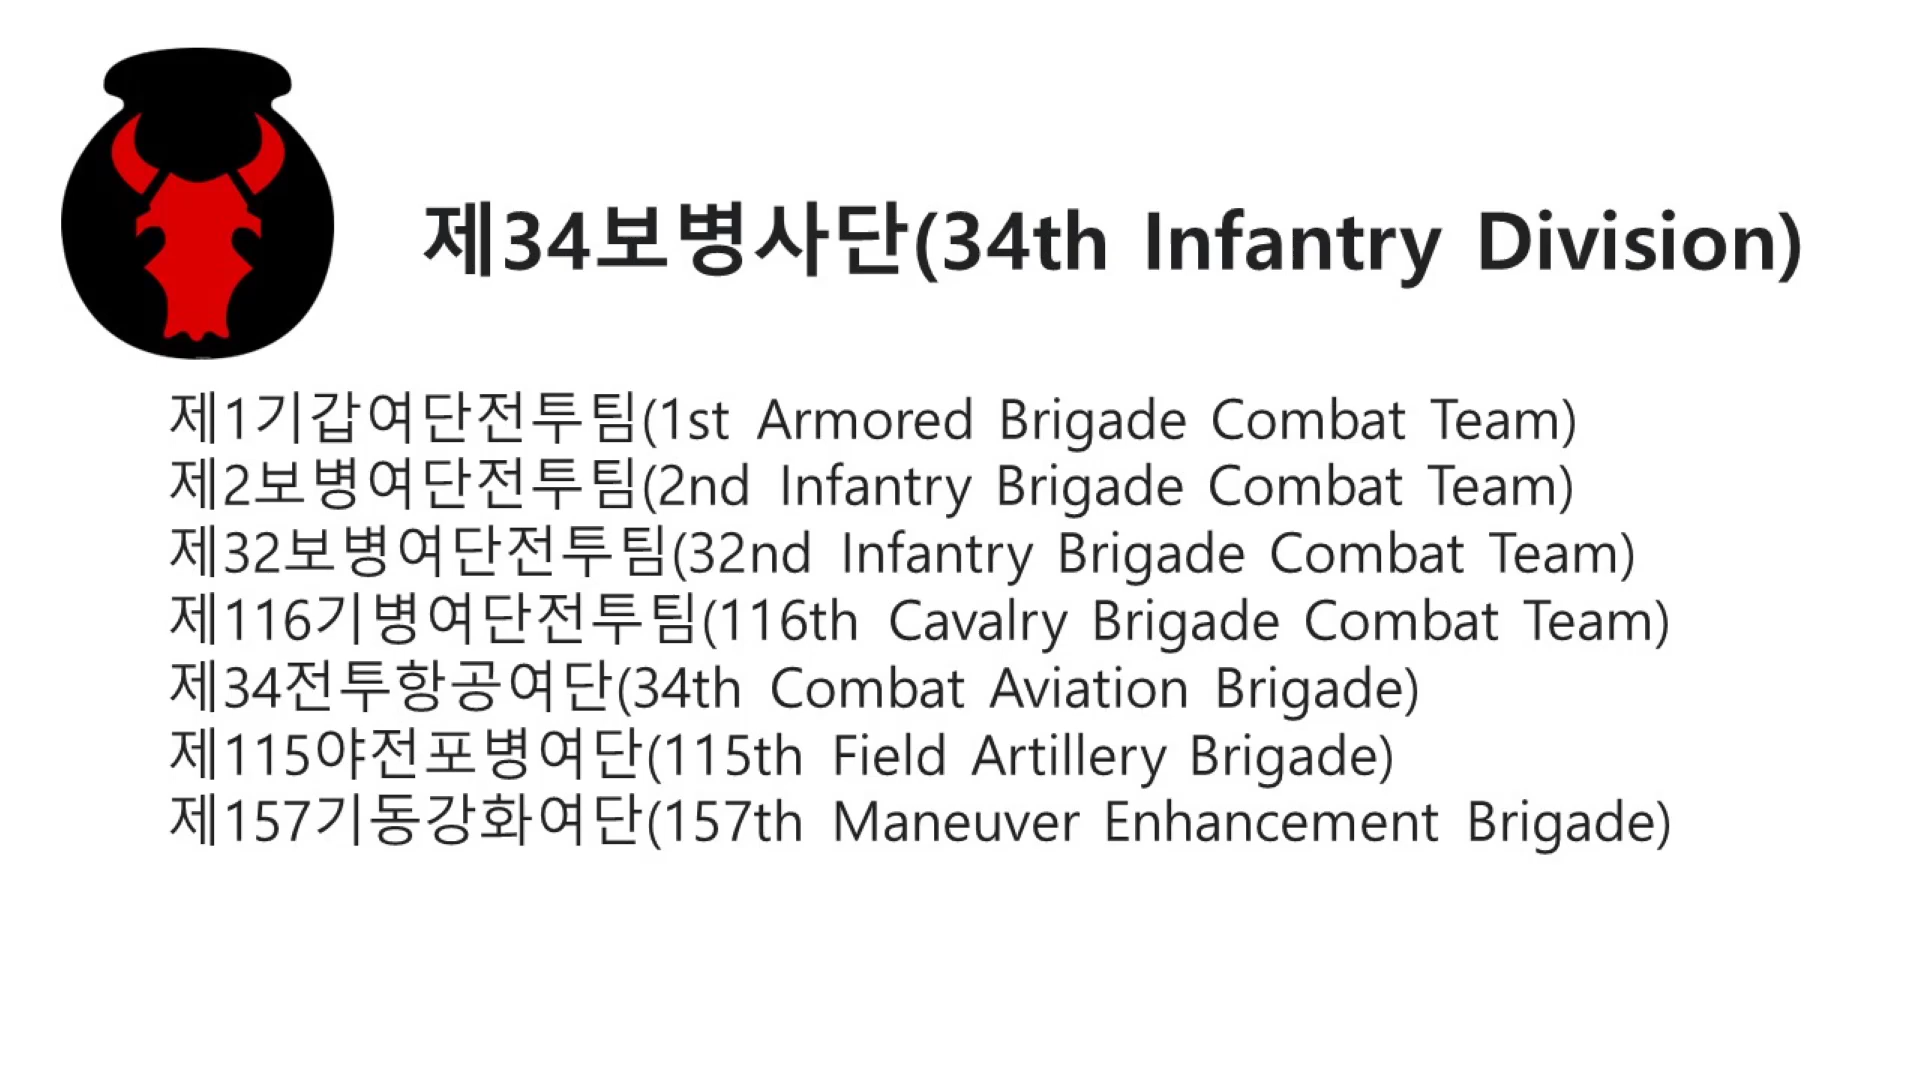 제34보병사단(34th Infantry Division)
제1기갑여단전투팀(1st Armored Brigade Combat Team)
제2보병여단전투팀(2nd Infantry Brigade Combat Team)
제32보병여단전투팀(32nd Infantry Brigade Combat Team)
제116기병여단전투팀(116th Cavalry Brigade Combat Team)
제34전투항공여단(34th Combat Aviation Brigade)
제115야전포병여단(115th Field Artillery Brigade)
제157기동강화여단(157th Maneuver Enhancement Brigade)